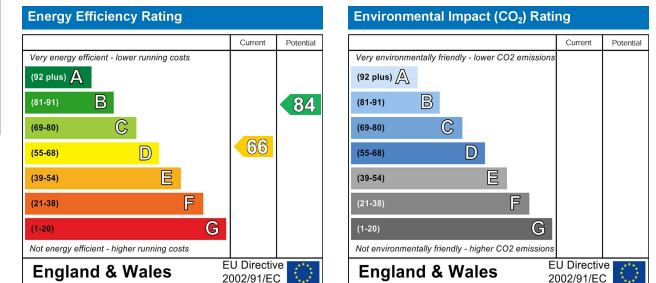 Energy Efficiency Rating
Current Potential
Very energy efficient - lower running costs
(92 plus) A
(81-91) B
84
(69-80) C
(55-68) D
66
(39-54) E
(21-38) F
(1-20) G
Not energy efficient - higher running costs
England & Wales
EU Directive
2002/91/EC
Environmental Impact (CO₂) Rating
Current Potential
Very environmentally friendly - lower CO2 emissions
(92 plus) A
(81-91) B
(69-80) C
(55-68) D
(39-54) E
(21-38) F
(1-20) G
Not environmentally friendly - higher CO2 emissions
England & Wales
EU Directive
2002/91/EC